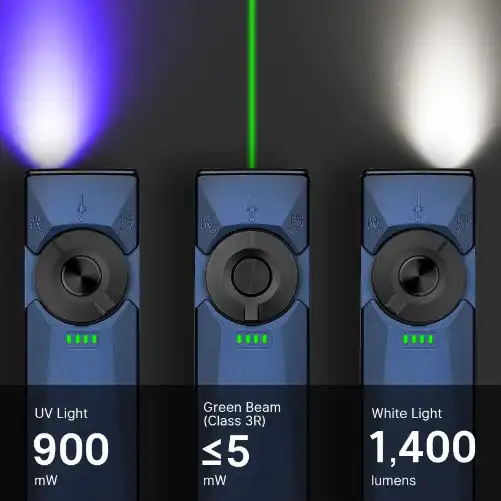 UV Light
900
mW
Green Beam
(Class 3R)
≤5
mW
White Light
1,400
lumens